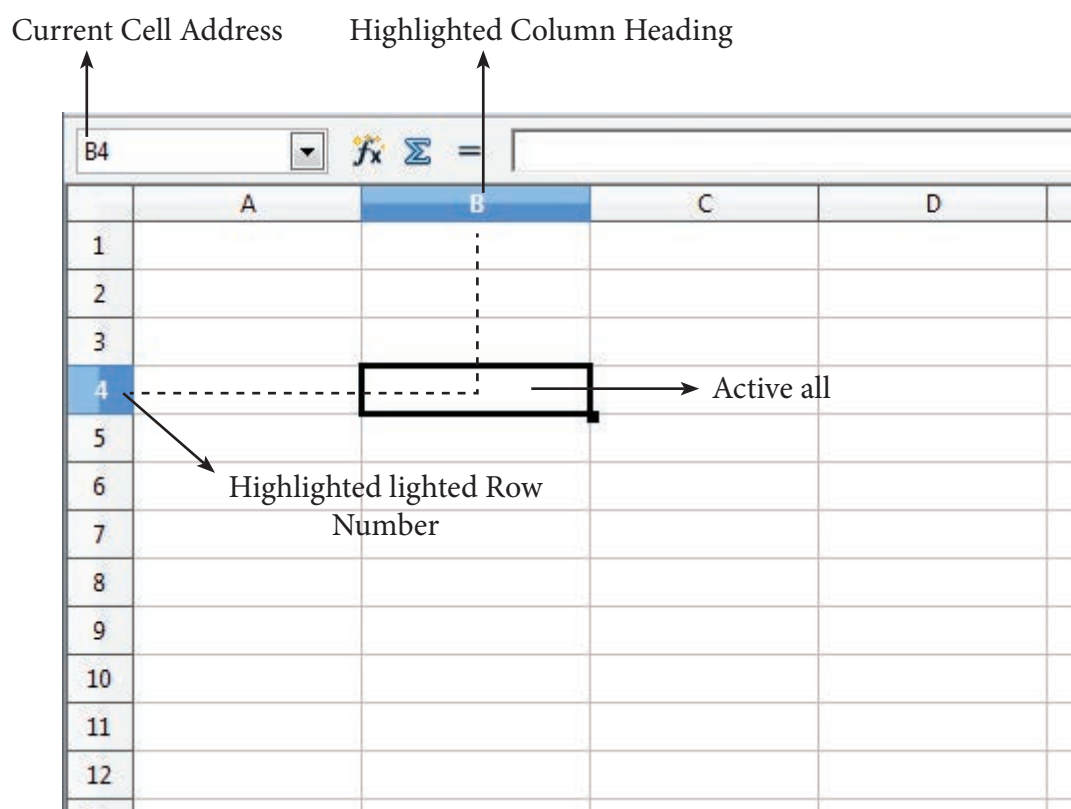 Current Cell Address Highlighted Column Heading
B4 fx Σ =
A B C D
1
2
3
4 Active all
5
6 Highlighted lighted Row
7 Number
8
9
10
11
12